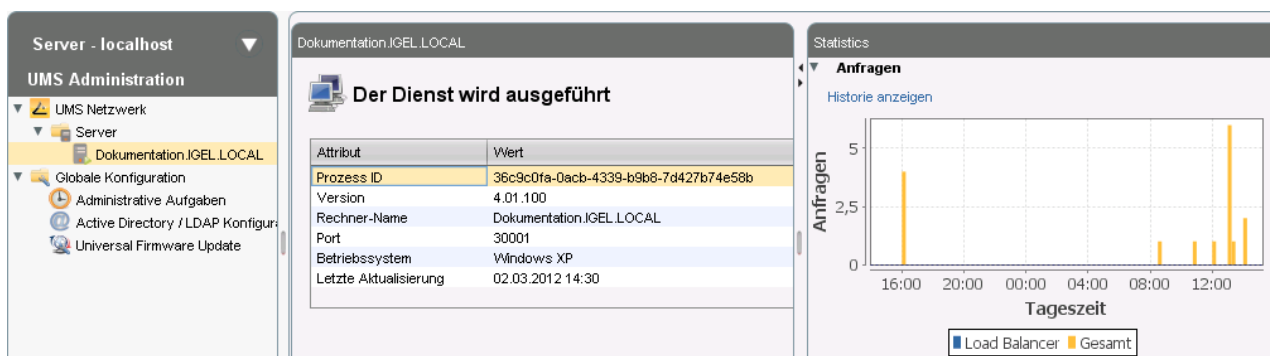 Server - localhost
UMS Administration
UMS Netzwerk
Server
Dokumentation.IGEL.LOCAL
Globale Konfiguration
Administrative Aufgaben
Active Directory / LDAP Konfigura
Universal Firmware Update
Dokumentation.IGEL.LOCAL
Der Dienst wird ausgeführt
Attribut Wert
Prozess ID 36c9c0fa-0acb-4339-b9b8-7d427b74e58b
Version 4.01.100
Rechner-Name Dokumentation.IGEL.LOCAL
Port 30001
Betriebssystem Windows XP
Letzte Aktualisierung 02.03.2012 14:30
Statistics
Anfragen
Historie anzeigen
Anfragen
5
2,5
0
16:00 20:00 00:00 04:00 08:00 12:00
Tageszeit
Load Balancer Gesamt